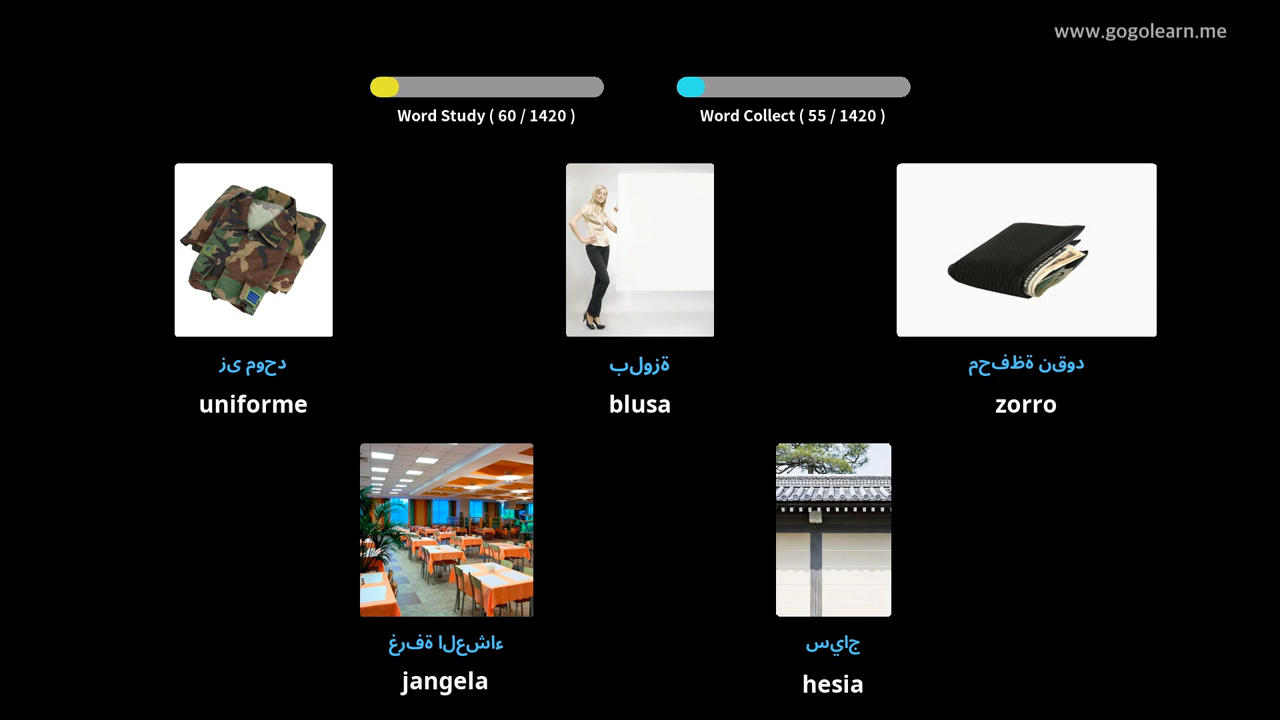 www.gogolearn.me
Word Study ( 60 / 1420 )
Word Collect ( 55 / 1420 )
زى موحد
بلوزة
محفظة نقود
uniforme
blusa
zorro
غرفة العشاء
سياج
jangela
hesia